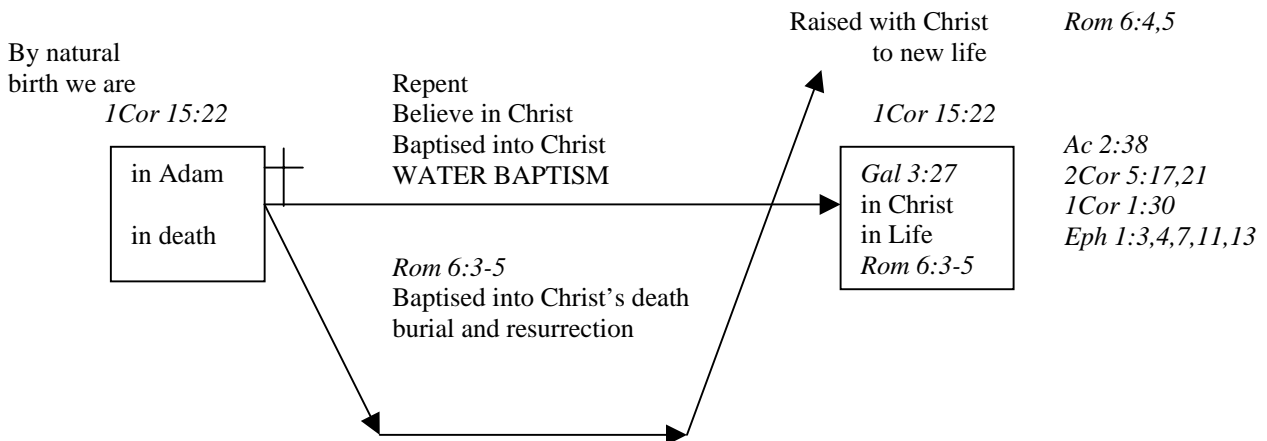 By natural
birth we are
1Cor 15:22
in Adam
in death
Repent
Believe in Christ
Baptised into Christ
WATER BAPTISM
Rom 6:3-5
Baptised into Christ’s death
burial and resurrection
Raised with Christ
to new life
Rom 6:4,5
1Cor 15:22
Gal 3:27
in Christ
in Life
Rom 6:3-5
Ac 2:38
2Cor 5:17,21
1Cor 1:30
Eph 1:3,4,7,11,13